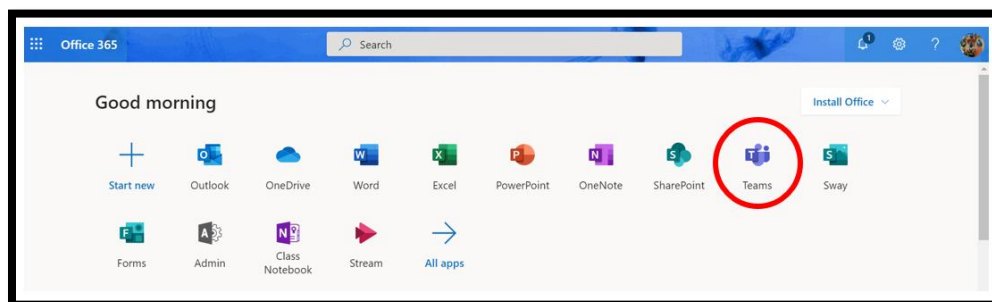 Office 365
Search
1
?
Good morning
Install Office
Start new
Outlook
OneDrive
Word
Excel
PowerPoint
OneNote
SharePoint
Teams
Sway
Forms
Admin
Class
Notebook
Stream
All apps